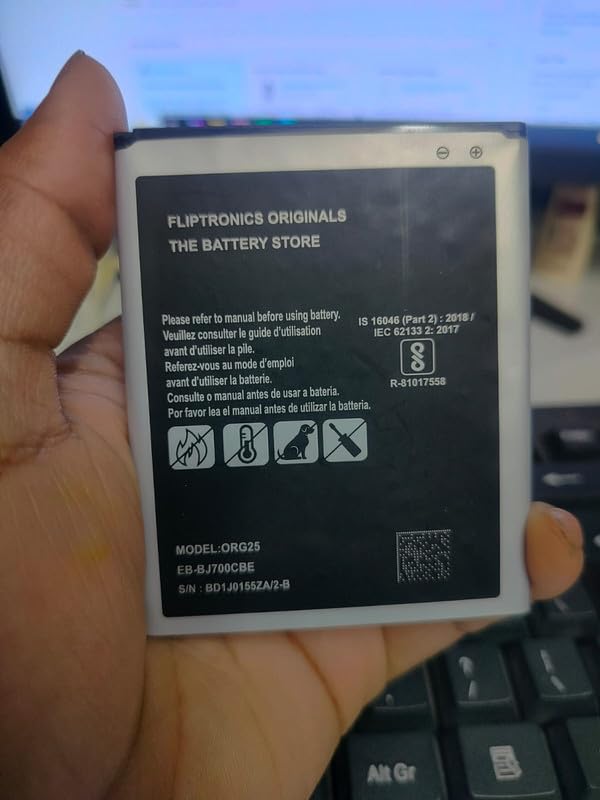 FLIPTRONICS ORIGINALS
THE BATTERY STORE
Please refer to manual before using battery.
Veuillez consulter le guide d'utilisation
avant d'utiliser la pile.
Referez-vous au mode d'emploi
avant d'utiliser la batterie.
Consulte o manual antes de usar a bateria.
Por favor lea el manual antes de utilizar la bateria.
IS 16046 (Part 2) : 2018 /
IEC 62133 2: 2017
R-81017558
MODEL:ORG25
EB-BJ700CBE
S/N : BD1J0155ZA/2-B
Alt Gr